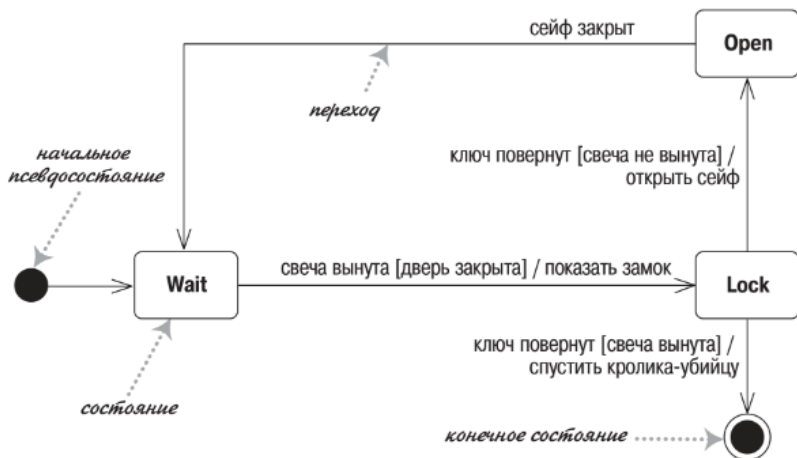 сейф закрыт
Open
переход
ключ повернут [свеча не вынута] /
открыть сейф
начальное
псевдосостояние
Wait
свеча вынута [дверь закрыта] / показать замок
Lock
ключ повернут [свеча вынута] /
спустить кролика-убийцу
состояние
конечное состояние